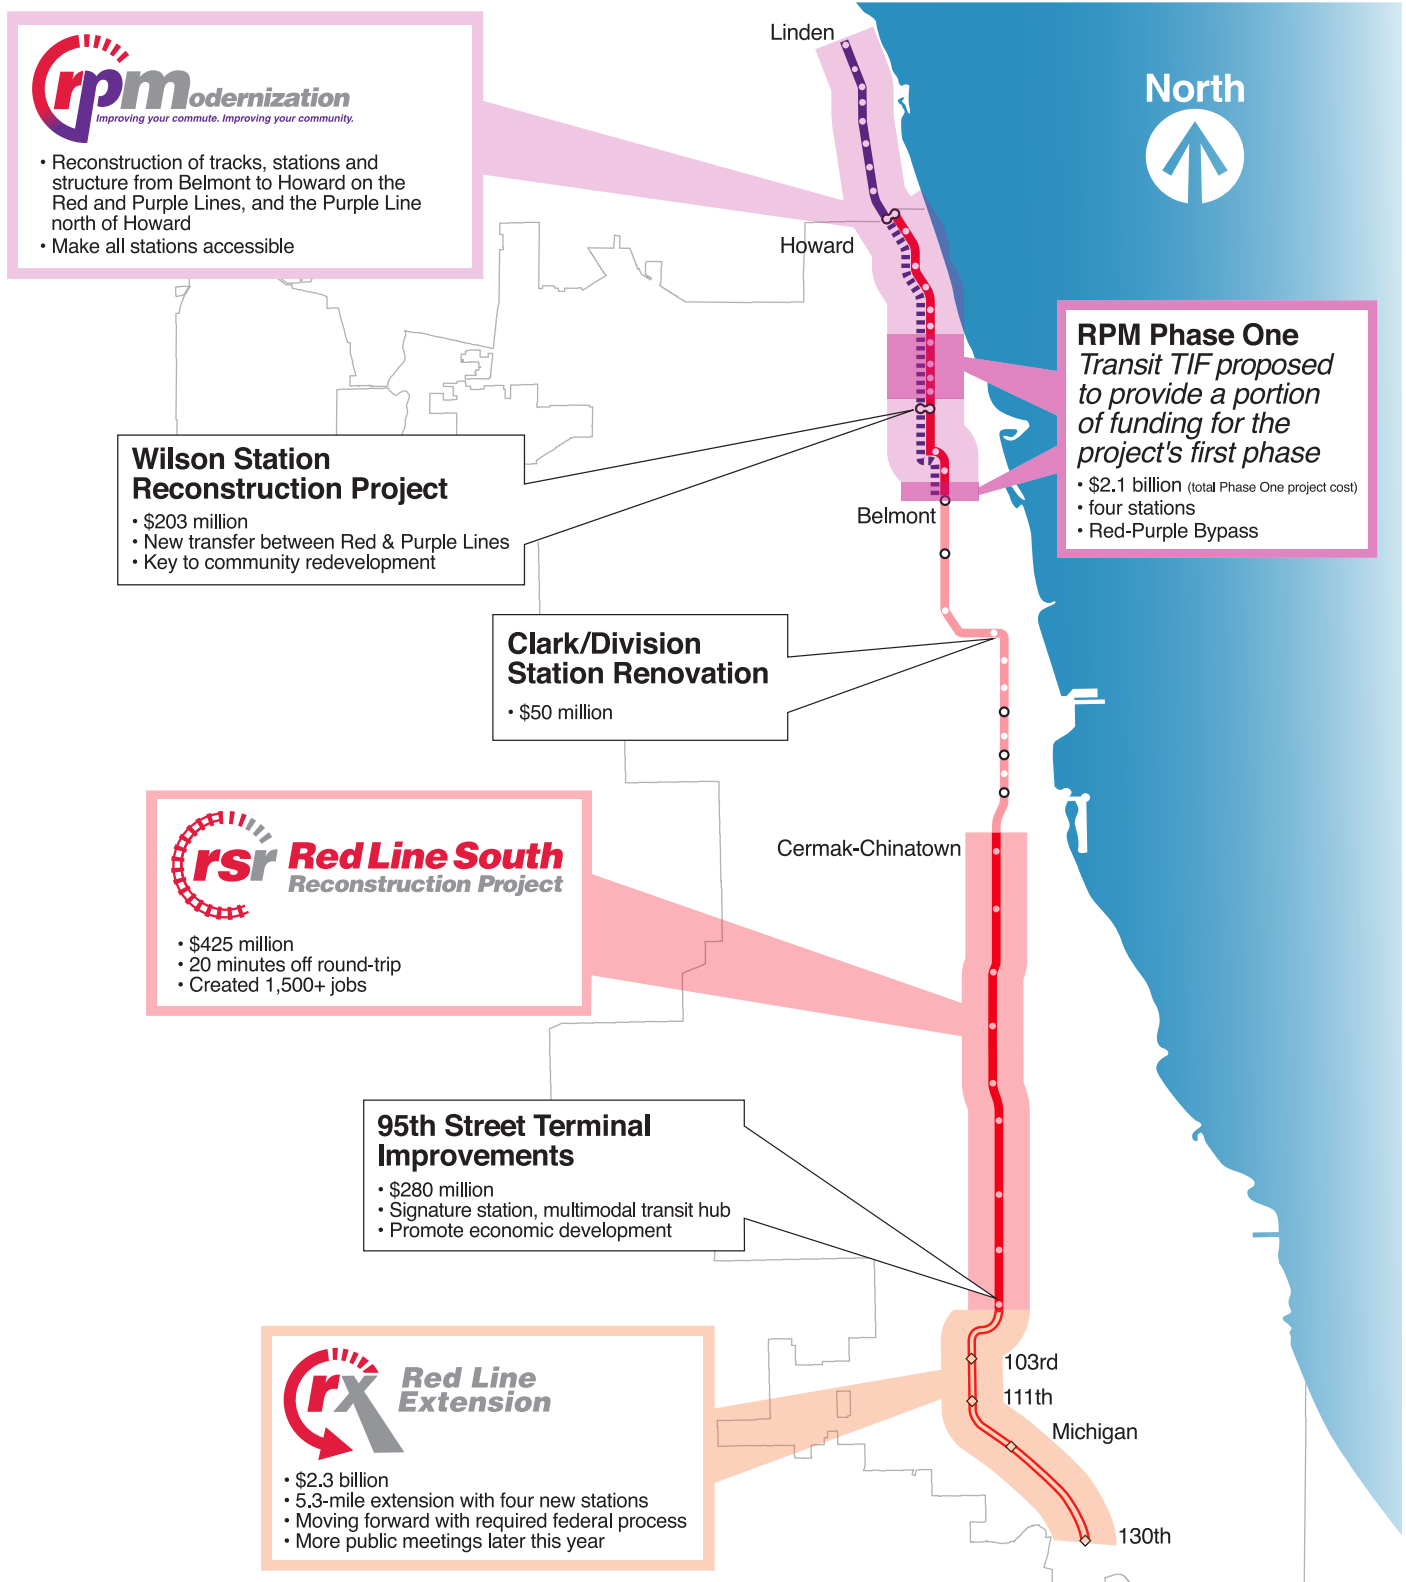 Linden
North
rpmodernization
Improving your commute. Improving your community.
• Reconstruction of tracks, stations and
structure from Belmont to Howard on the
Red and Purple Lines, and the Purple Line
north of Howard
• Make all stations accessible
Howard
RPM Phase One
Transit TIF proposed
to provide a portion
of funding for the
project's first phase
• $2.1 billion (total Phase One project cost)
• four stations
• Red-Purple Bypass
Wilson Station
Reconstruction Project
• $203 million
• New transfer between Red & Purple Lines
• Key to community redevelopment
Belmont
Clark/Division
Station Renovation
• $50 million
Cermak-Chinatown
rsr Red Line South
Reconstruction Project
• $425 million
• 20 minutes off round-trip
• Created 1,500+ jobs
95th Street Terminal
Improvements
• $280 million
• Signature station, multimodal transit hub
• Promote economic development
103rd
111th
Michigan
130th
rx Red Line
Extension
• $2.3 billion
• 5.3-mile extension with four new stations
• Moving forward with required federal process
• More public meetings later this year